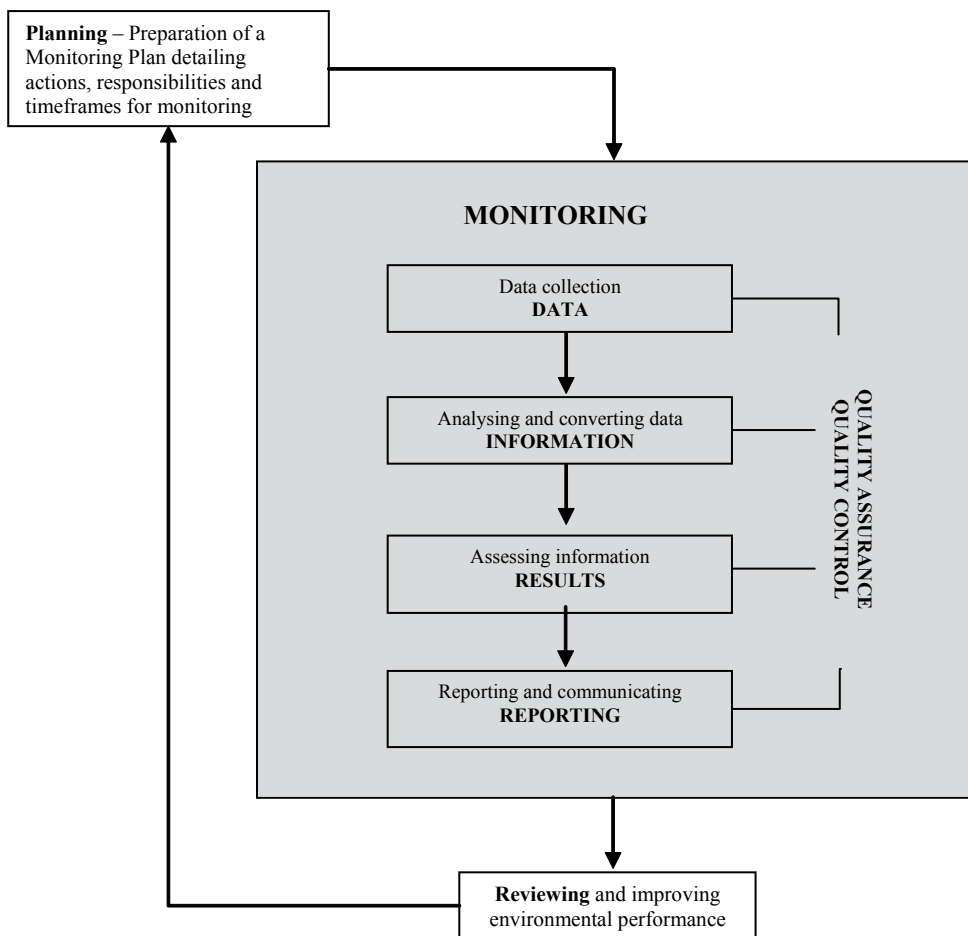 Planning – Preparation of a
Monitoring Plan detailing
actions, responsibilities and
timeframes for monitoring
MONITORING
Data collection
DATA
Analysing and converting data
INFORMATION
Assessing information
RESULTS
Reporting and communicating
REPORTING
QUALITY ASSURANCE
QUALITY CONTROL
Reviewing and improving
environmental performance